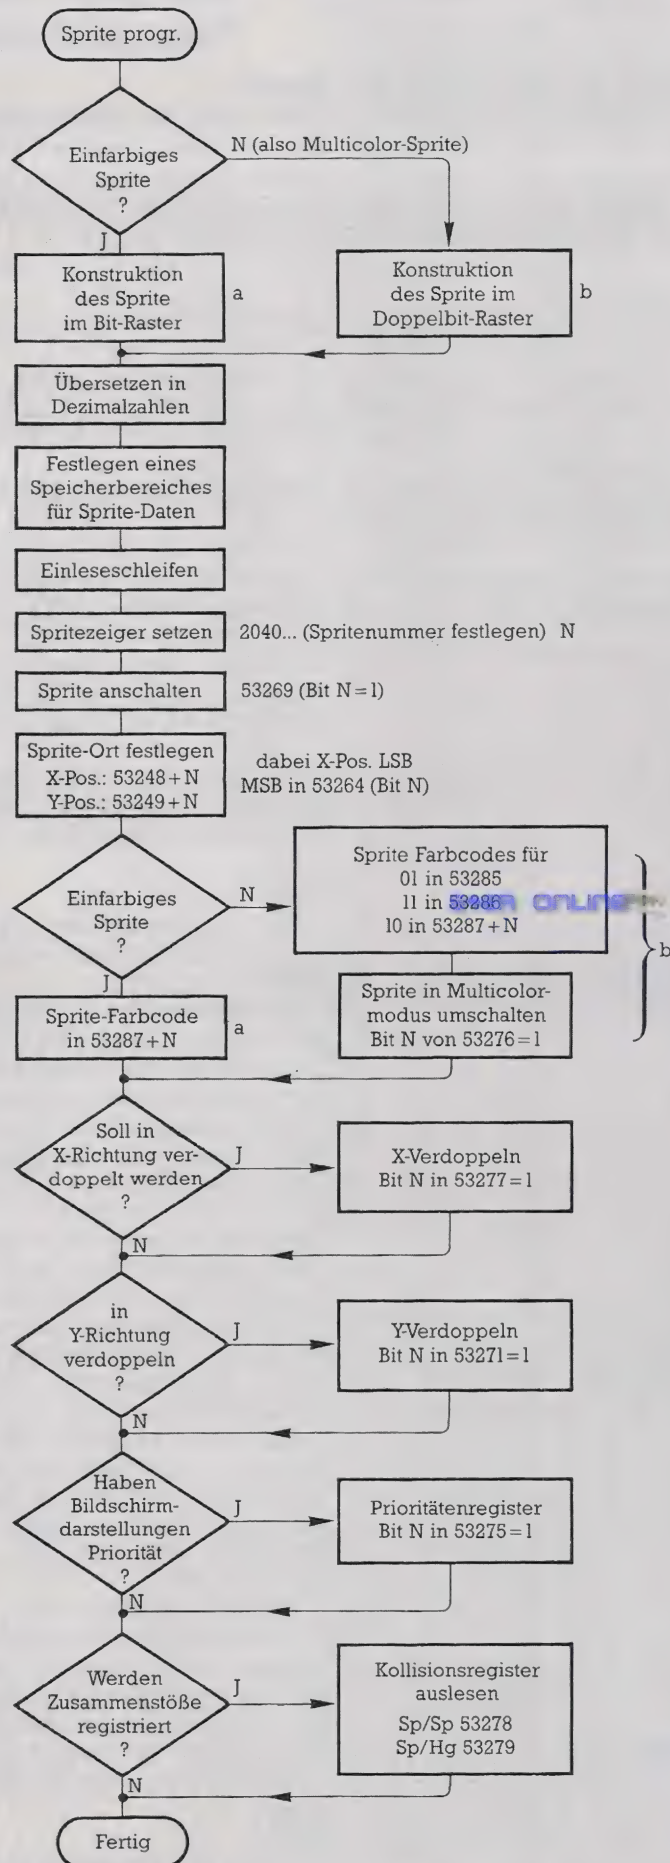 Sprite progr.
Einfarbiges
Sprite
?
N (also Multicolor-Sprite)
J
Konstruktion
des Sprite
im Bit-Raster
a
Konstruktion
des Sprite im
Doppelbit-Raster
b
Übersetzen in
Dezimalzahlen
Festlegen eines
Speicherbereiches
für Sprite-Daten
Einleseschleifen
Spritezeiger setzen
2040... (Spritenummer festlegen) N
Sprite anschalten
53269 (Bit N=1)
Sprite-Ort festlegen
X-Pos.: 53248+N
Y-Pos.: 53249+N
dabei X-Pos. LSB
MSB in 53264 (Bit N)
Einfarbiges
Sprite
?
N
Sprite Farbcodes für
01 in 53285
11 in 53286
10 in 53287+N
b
J
Sprite-Farbcode
in 53287+N
a
Sprite in Multicolor-
modus umschalten
Bit N von 53276=1
Soll in
X-Richtung ver-
doppelt werden
?
J
X-Verdoppeln
Bit N in 53277=1
N
in
Y-Richtung
verdoppeln
?
J
Y-Verdoppeln
Bit N in 53271=1
N
Haben
Bildschirm-
darstellungen
Priorität
?
J
Prioritätenregister
Bit N in 53275=1
N
Werden
Zusammenstöße
registriert
?
J
Kollisionsregister
auslesen
Sp/Sp 53278
Sp/Hg 53279
N
Fertig